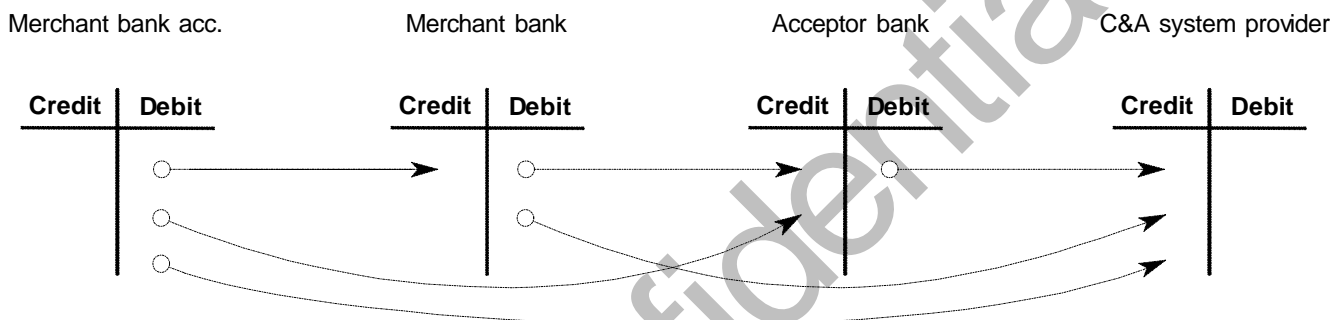 Merchant bank acc. Merchant bank Acceptor bank C&A system provider
Credit Debit Credit Debit Credit Debit Credit Debit